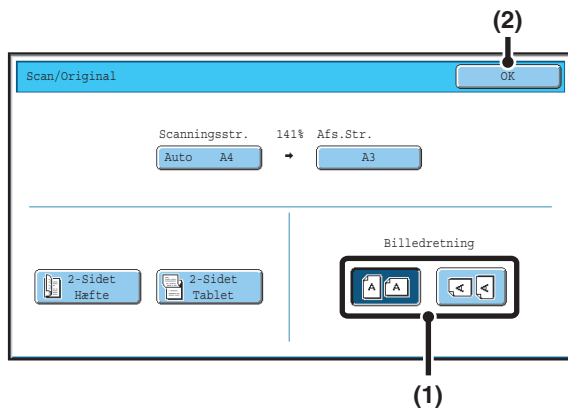 (2)
Scan/Original
OK
Scanningsstr. 141% Afs.Str.
Auto A4 → A3
Billedretning
2-Sidet
Hæfte
2-Sidet
Tablet
A A A A
(1)